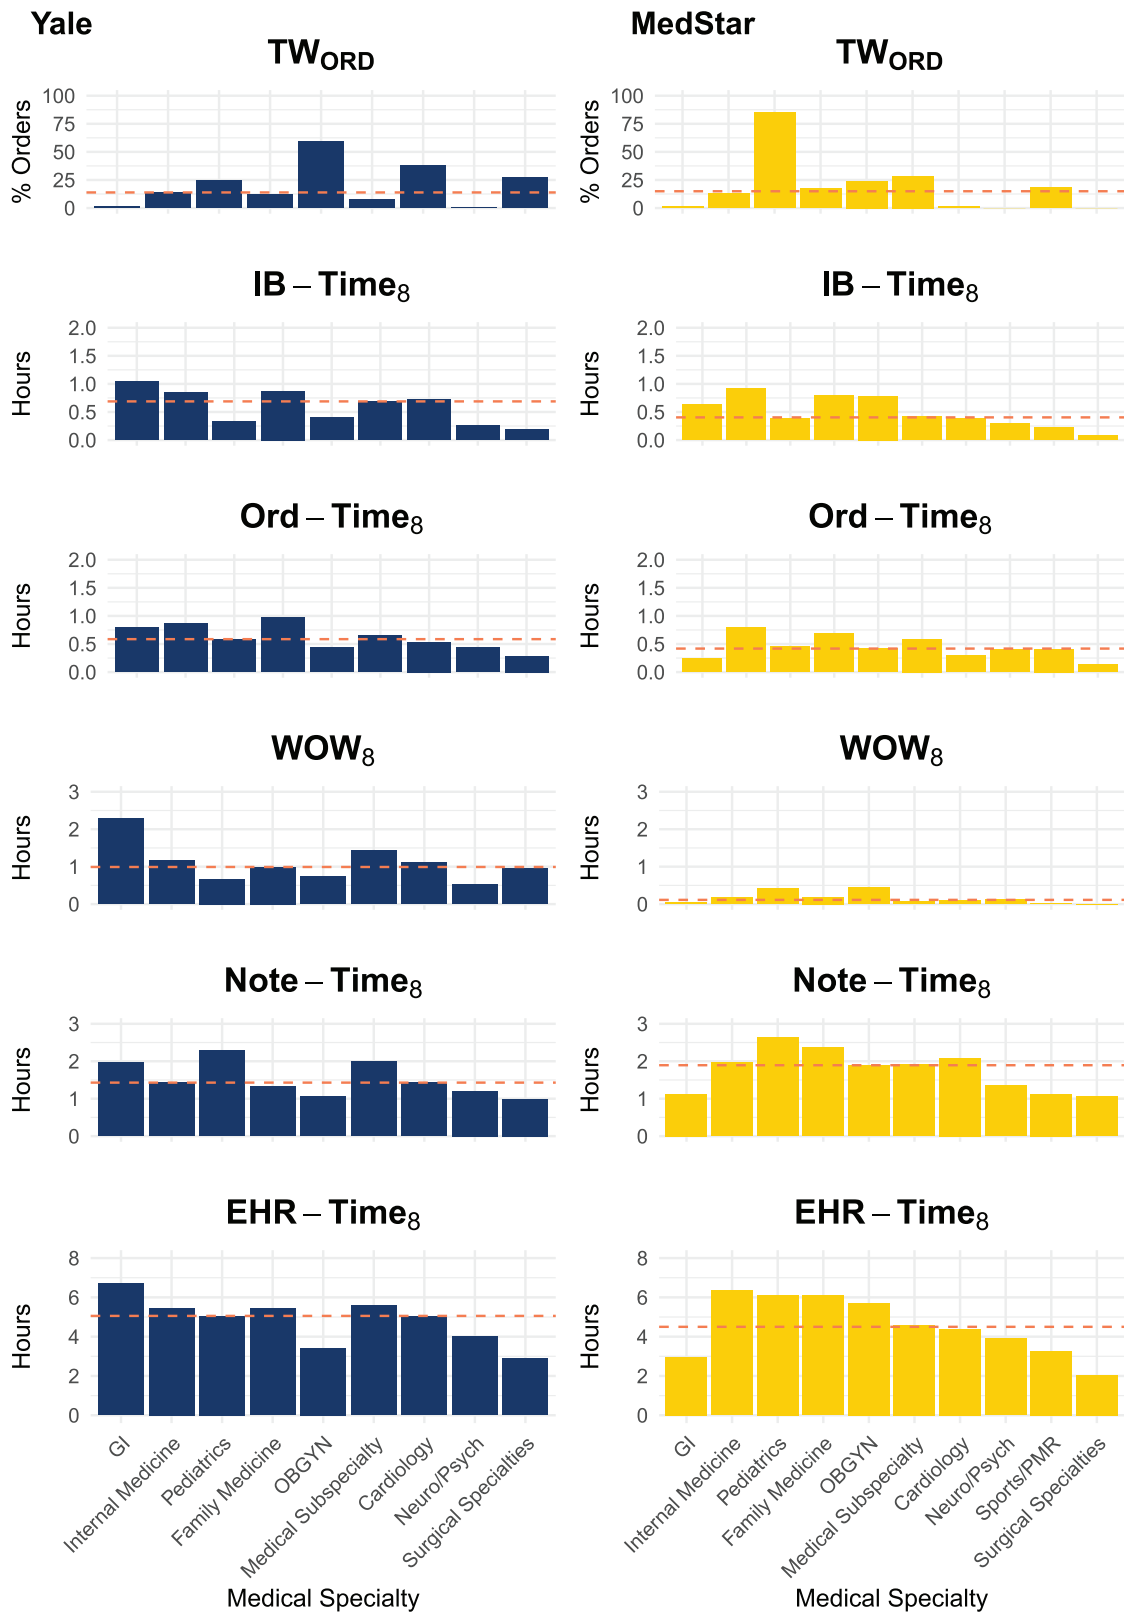 Yale
TW_ORD
% Orders
100
75
50
25
0
IB – Time₈
Hours
2.0
1.5
1.0
0.5
0.0
Ord – Time₈
Hours
2.0
1.5
1.0
0.5
0.0
WOW₈
Hours
3
2
1
0
Note – Time₈
Hours
3
2
1
0
EHR – Time₈
Hours
8
6
4
2
0
GI
Internal Medicine
Pediatrics
Family Medicine
OBGYN
Medical Subspecialty
Cardiology
Neuro/Psych
Surgical Specialties
Medical Specialty
MedStar
TW_ORD
% Orders
100
75
50
25
0
IB – Time₈
Hours
2.0
1.5
1.0
0.5
0.0
Ord – Time₈
Hours
2.0
1.5
1.0
0.5
0.0
WOW₈
Hours
3
2
1
0
Note – Time₈
Hours
3
2
1
0
EHR – Time₈
Hours
8
6
4
2
0
GI
Internal Medicine
Pediatrics
Family Medicine
OBGYN
Medical Subspecialty
Cardiology
Neuro/Psych
Sports/PMR
Surgical Specialties
Medical Specialty